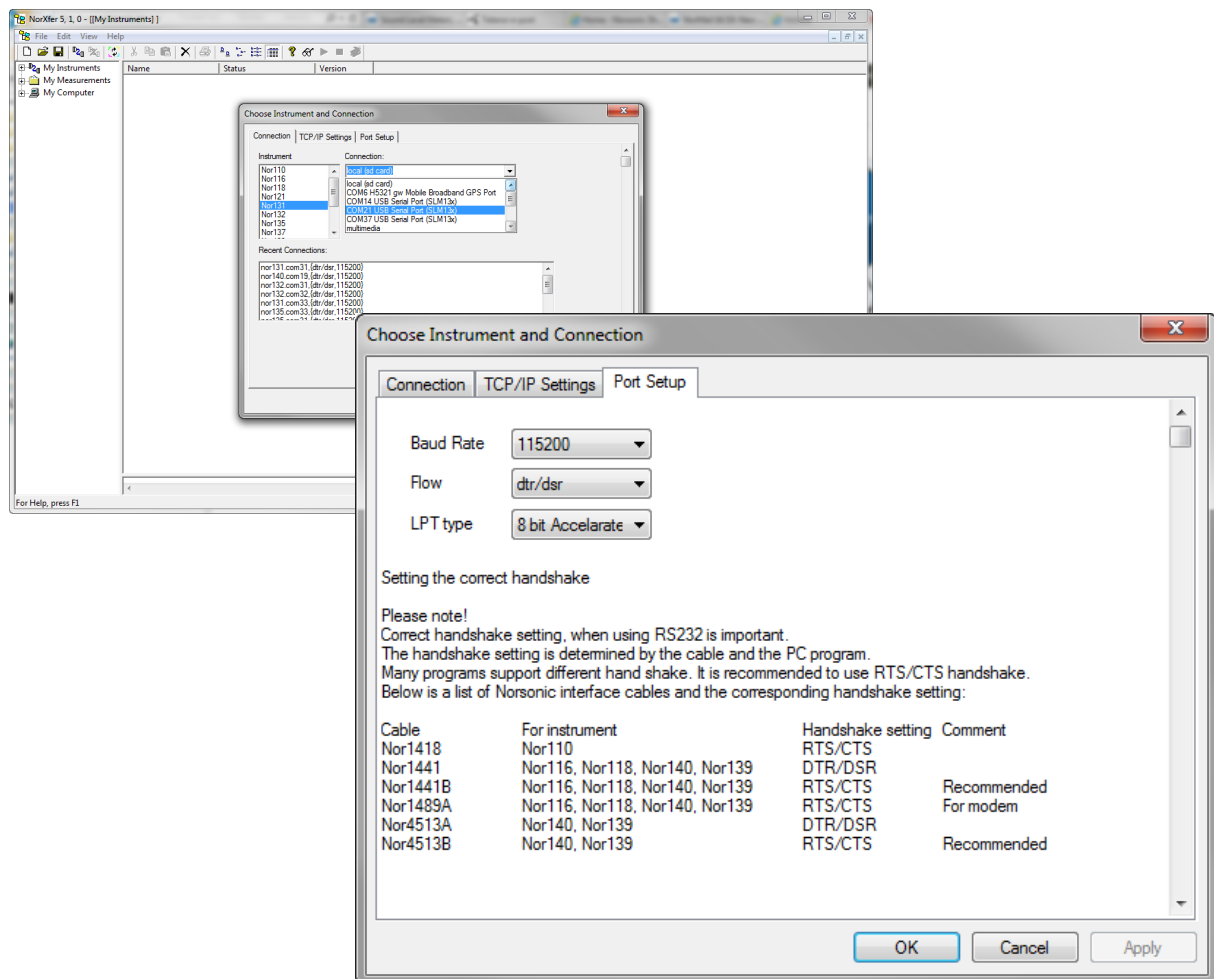 NorXfer 5, 1, 0 - [[My Instruments] ]
File Edit View Help
My Instruments
My Measurements
My Computer
Name Status Version
Choose Instrument and Connection
Connection TCP/IP Settings Port Setup
Instrument Connection:
Nor110
Nor116
Nor118
Nor121
Nor131
Nor132
Nor135
Nor137
local (sd card)
local (sd card)
COM6 H5321 gw Mobile Broadband GPS Port
COM14 USB Serial Port (SLM13x)
COM21 USB Serial Port (SLM13x)
COM37 USB Serial Port (SLM13x)
multimedia
Recent Connections:
nor131.com31,{dtr/dsr,115200}
nor140.com19,{dtr/dsr,115200}
nor132.com31,{dtr/dsr,115200}
nor132.com32,{dtr/dsr,115200}
nor131.com33,{dtr/dsr,115200}
nor135.com33,{dtr/dsr,115200}
For Help, press F1
Choose Instrument and Connection
Connection TCP/IP Settings Port Setup
Baud Rate 115200
Flow dtr/dsr
LPT type 8 bit Accelarate
Setting the correct handshake
Please note!
Correct handshake setting, when using RS232 is important.
The handshake setting is determined by the cable and the PC program.
Many programs support different hand shake. It is recommended to use RTS/CTS handshake.
Below is a list of Norsonic interface cables and the corresponding handshake setting:
Cable For instrument Handshake setting Comment
Nor1418 Nor110 RTS/CTS
Nor1441 Nor116, Nor118, Nor140, Nor139 DTR/DSR
Nor1441B Nor116, Nor118, Nor140, Nor139 RTS/CTS Recommended
Nor1489A Nor116, Nor118, Nor140, Nor139 RTS/CTS For modem
Nor4513A Nor140, Nor139 DTR/DSR
Nor4513B Nor140, Nor139 RTS/CTS Recommended
OK Cancel Apply